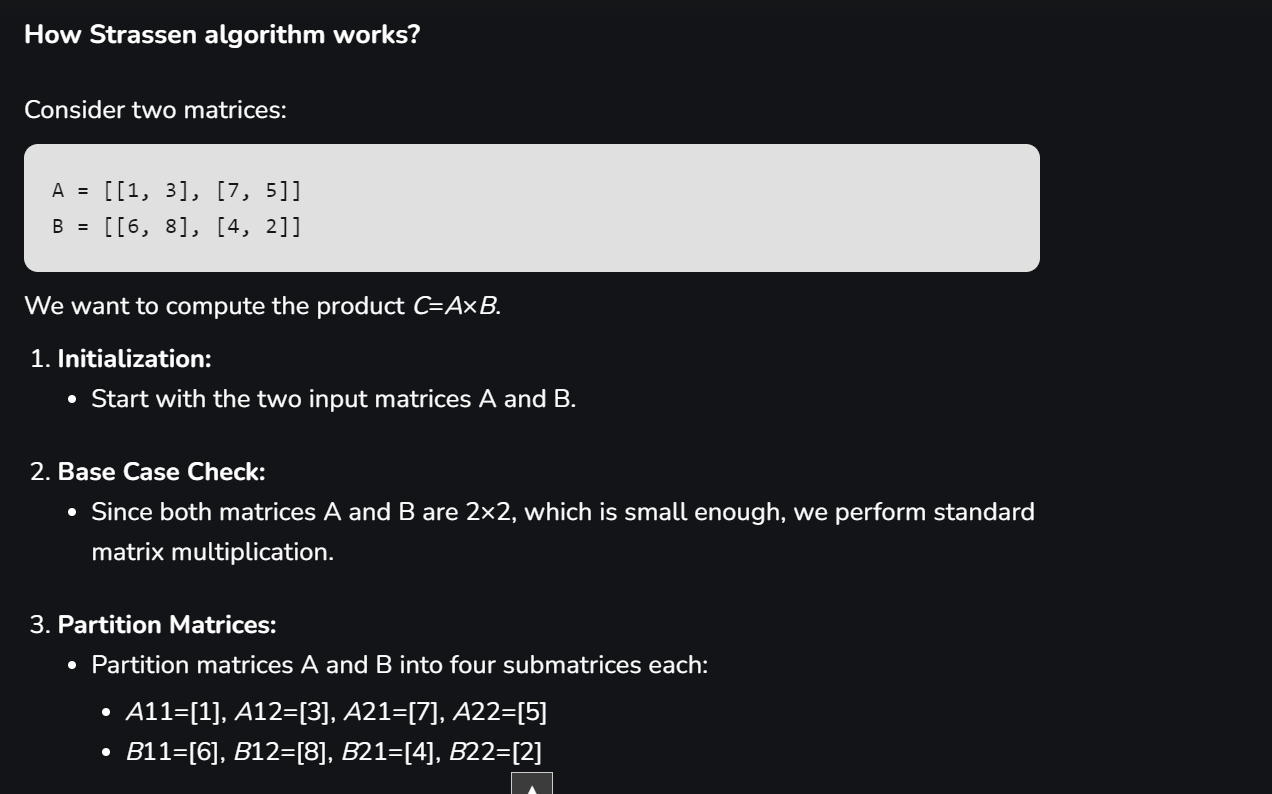 How Strassen algorithm works?
Consider two matrices:
A = [[1, 3], [7, 5]]
B = [[6, 8], [4, 2]]
We want to compute the product C=A×B.
1. Initialization:
• Start with the two input matrices A and B.
2. Base Case Check:
• Since both matrices A and B are 2×2, which is small enough, we perform standard
matrix multiplication.
3. Partition Matrices:
• Partition matrices A and B into four submatrices each:
• A11=[1], A12=[3], A21=[7], A22=[5]
• B11=[6], B12=[8], B21=[4], B22=[2]